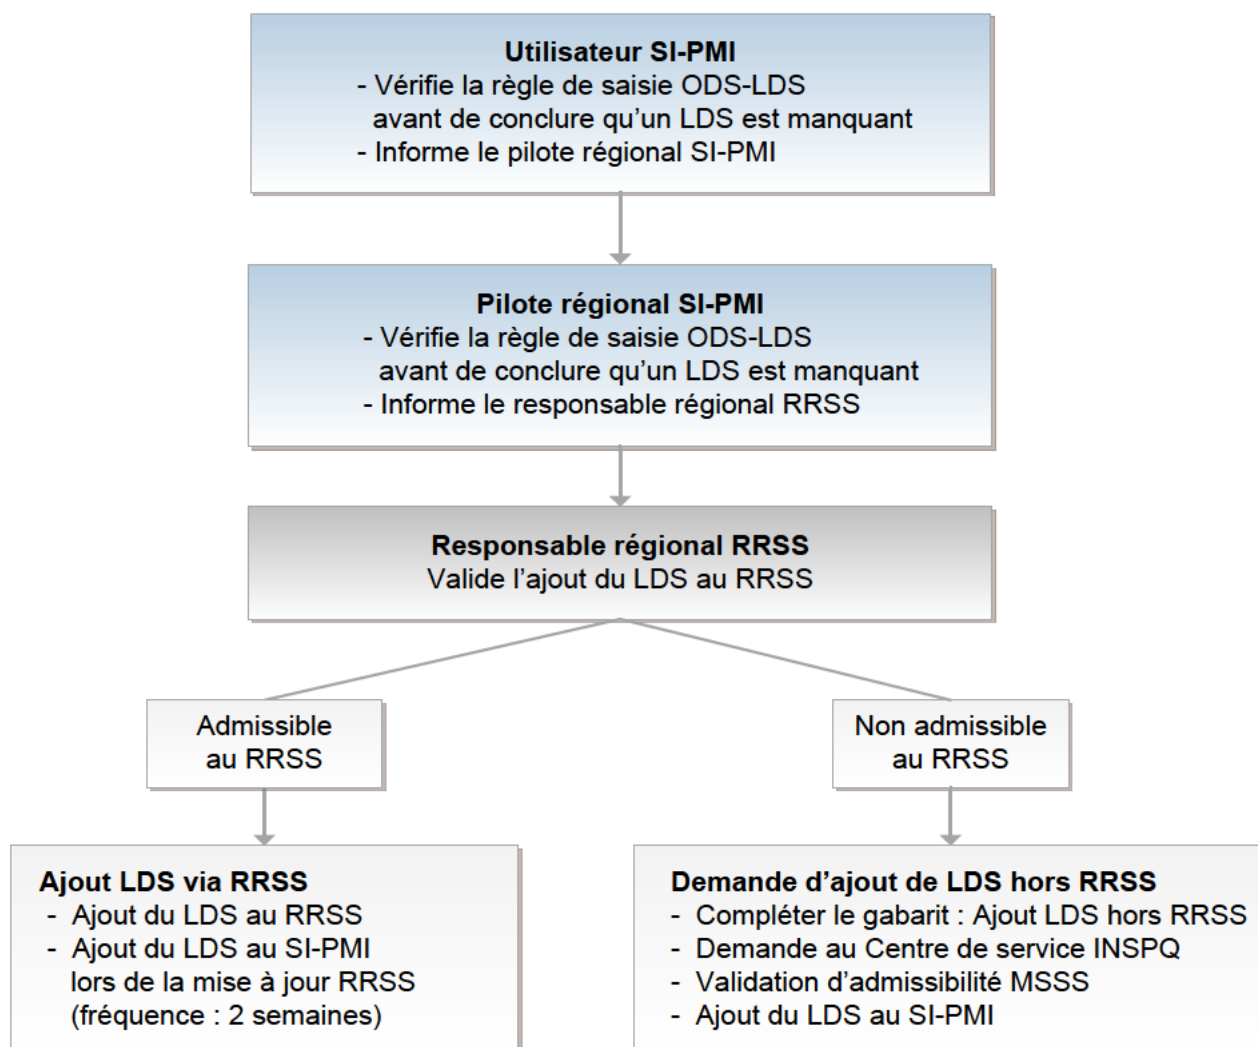 Utilisateur SI-PMI
- Vérifie la règle de saisie ODS-LDS
avant de conclure qu'un LDS est manquant
- Informe le pilote régional SI-PMI
Pilote régional SI-PMI
- Vérifie la règle de saisie ODS-LDS
avant de conclure qu'un LDS est manquant
- Informe le responsable régional RRSS
Responsable régional RRSS
Valide l'ajout du LDS au RRSS
Admissible
au RRSS
Non admissible
au RRSS
Ajout LDS via RRSS
- Ajout du LDS au RRSS
- Ajout du LDS au SI-PMI
lors de la mise à jour RRSS
(fréquence : 2 semaines)
Demande d'ajout de LDS hors RRSS
- Compléter le gabarit : Ajout LDS hors RRSS
- Demande au Centre de service INSPQ
- Validation d'admissibilité MSSS
- Ajout du LDS au SI-PMI